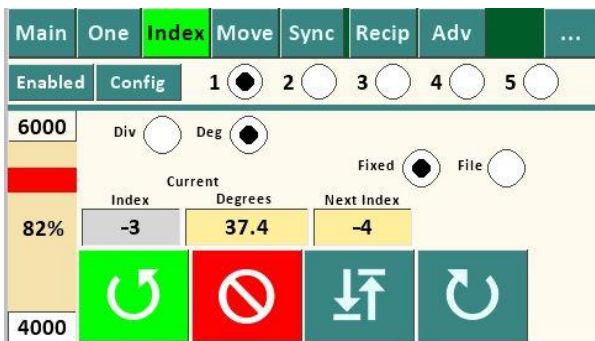 Main One Index Move Sync Recip Adv ...
Enabled Config 1 2 3 4 5
6000 Div Deg
Fixed File
Current
Index Degrees Next Index
82% -3 37.4 -4
4000